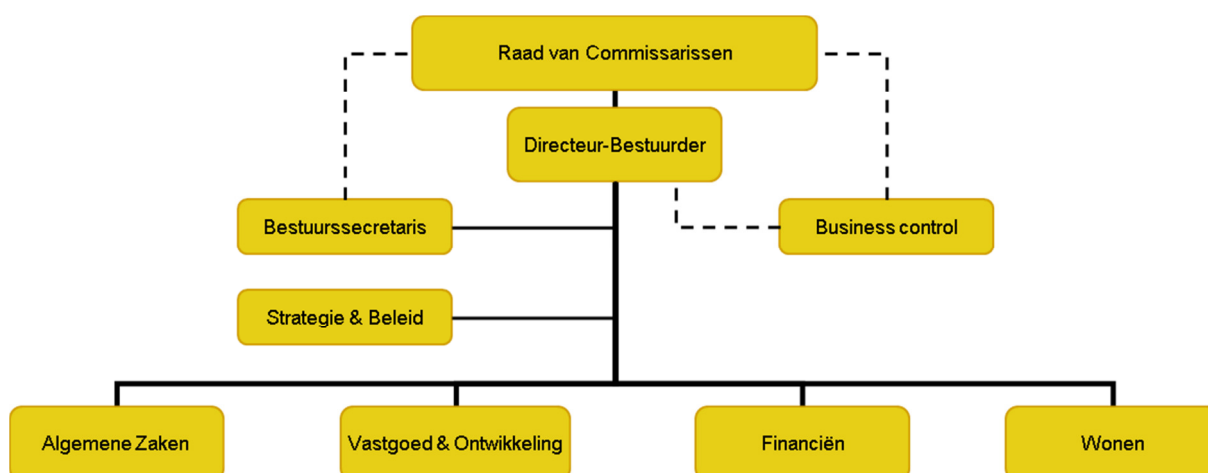 Raad van Commissarissen
Directeur-Bestuurder
Bestuurssecretaris
Business control
Strategie & Beleid
Algemene Zaken
Vastgoed & Ontwikkeling
Financiën
Wonen